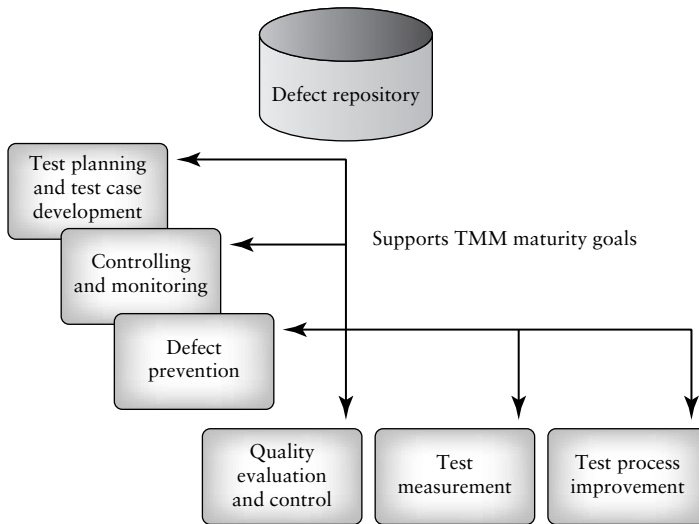 Defect repository
Test planning
and test case
development
Supports TMM maturity goals
Controlling
and monitoring
Defect
prevention
Quality
evaluation
and control
Test
measurement
Test process
improvement